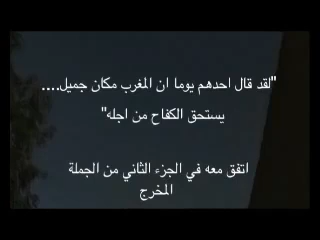 "لقد قال احدهم يوما ان المغرب مكان جميل....
يستحق الكفاح من اجله"
اتفق معه في الجزء الثاني من الجملة
المخرج